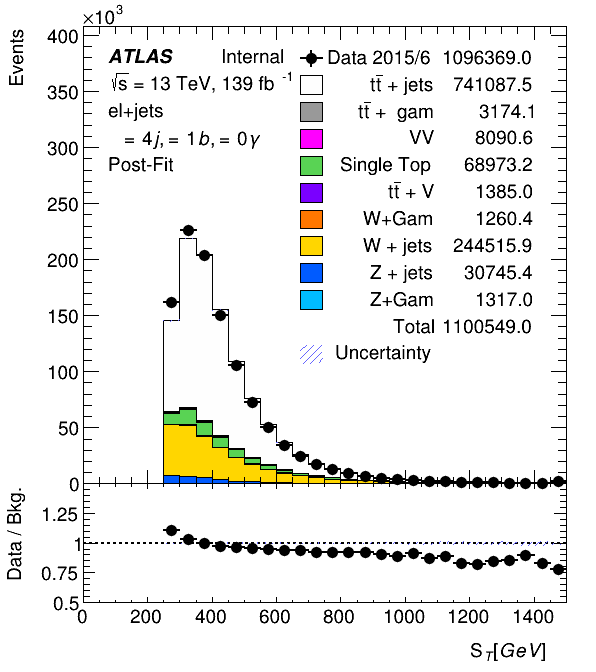 ×10³
Events
400
350
300
250
200
150
100
50
0
ATLAS Internal
√s = 13 TeV, 139 fb⁻¹
el+jets
= 4j, = 1b, = 0γ
Post-Fit
Data 2015/6 1096369.0
tt̄ + jets 741087.5
tt̄ + gam 3174.1
VV 8090.6
Single Top 68973.2
tt̄ + V 1385.0
W+Gam 1260.4
W + jets 244515.9
Z + jets 30745.4
Z+Gam 1317.0
Total 1100549.0
Uncertainty
Data / Bkg.
1.25
1
0.75
0.5
0 200 400 600 800 1000 1200 1400
S_T[GeV]